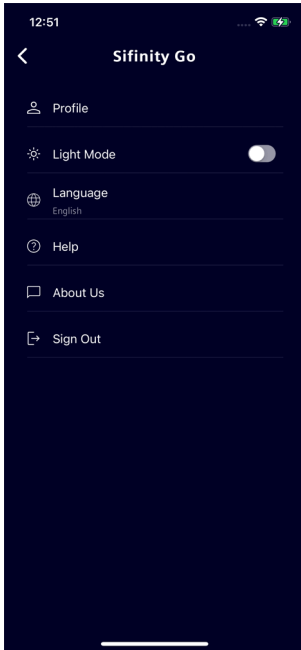 12:51
Sifinity Go
Profile
Light Mode
Language
English
Help
About Us
Sign Out